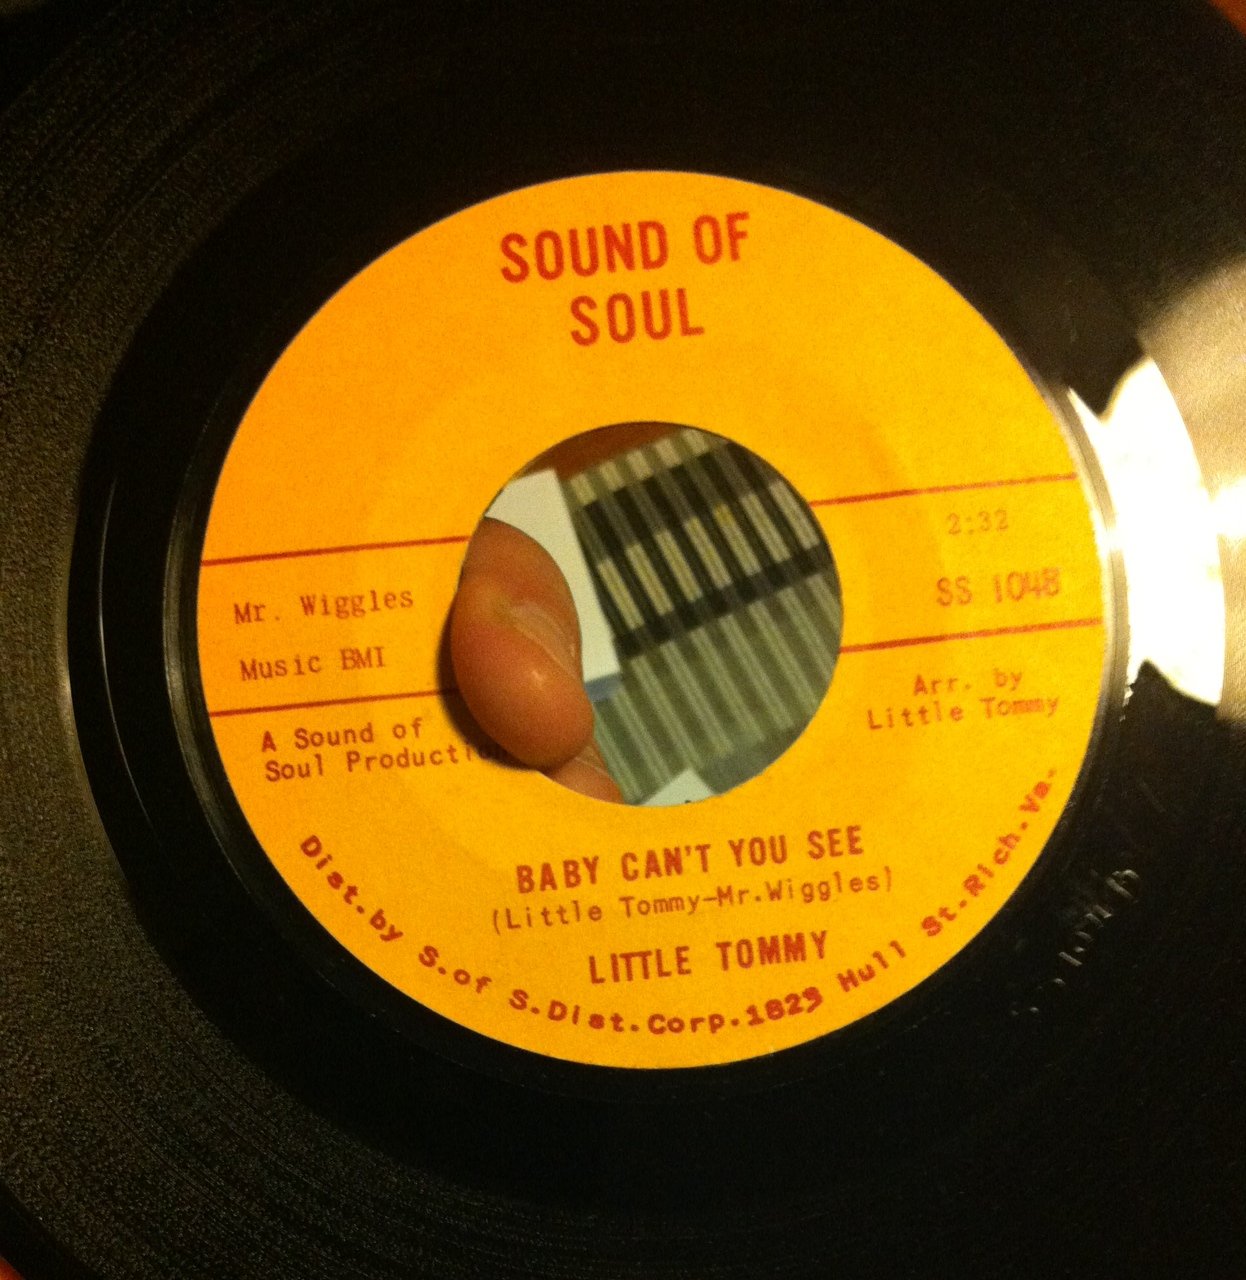 SOUND OF
SOUL
2:32
Mr. Wiggles
SS 1048
Music BMI
Arr. by
Little Tommy
A Sound of
Soul Production
BABY CAN'T YOU SEE
(Little Tommy-Mr.Wiggles)
LITTLE TOMMY
Dist.by S.of S.Dist.Corp.1829 Hull St.Rich.Va.